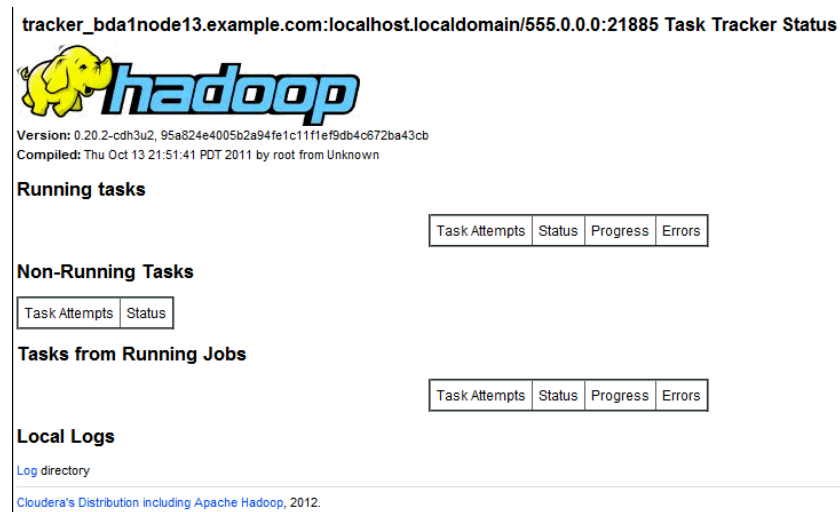 tracker_bda1node13.example.com:localhost.localdomain/555.0.0.0:21885 Task Tracker Status
hadoop
Version: 0.20.2-cdh3u2, 95a824e4005b2a94fe1c11f1ef9db4c672ba43cb
Compiled: Thu Oct 13 21:51:41 PDT 2011 by root from Unknown
Running tasks
Task Attempts Status Progress Errors
Non-Running Tasks
Task Attempts Status
Tasks from Running Jobs
Task Attempts Status Progress Errors
Local Logs
Log directory
Cloudera's Distribution including Apache Hadoop, 2012.